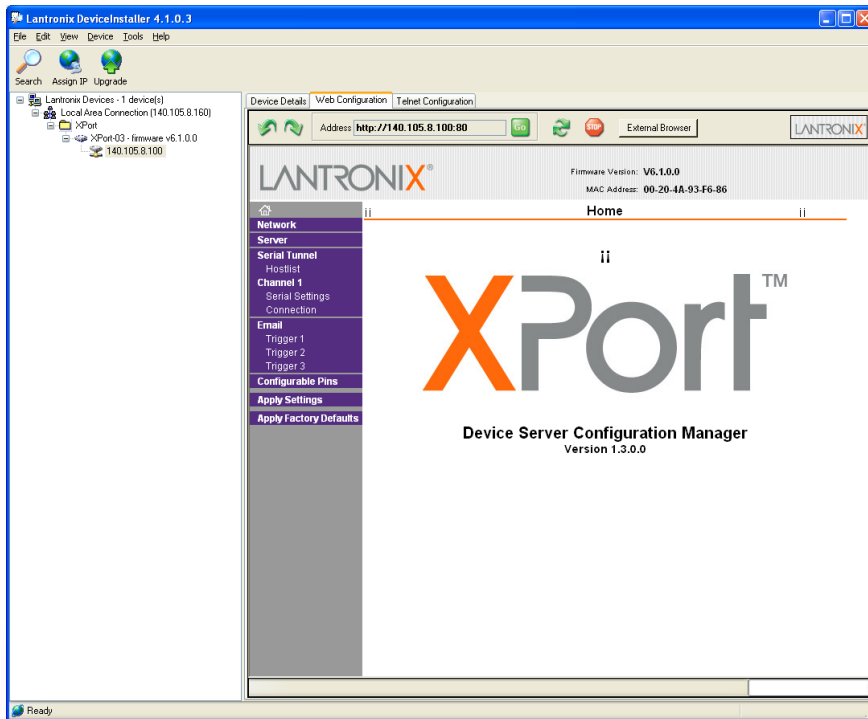 Lantronix DeviceInstaller 4.1.0.3
File Edit View Device Tools Help
Search Assign IP Upgrade
Lantronix Devices - 1 device(s)
Local Area Connection (140.105.8.160)
XPort
XPort-03 - firmware v6.1.0.0
140.105.8.100
Device Details Web Configuration Telnet Configuration
Address http://140.105.8.100:80 Go STOP External Browser LANTRONIX
LANTRONIX®
Firmware Version: V6.1.0.0
MAC Address: 00-20-4A-93-F6-86
¡¡ Home ¡¡
Network
Server
Serial Tunnel
Hostlist
Channel 1
Serial Settings
Connection
Email
Trigger 1
Trigger 2
Trigger 3
Configurable Pins
Apply Settings
Apply Factory Defaults
¡¡
XPort™
Device Server Configuration Manager
Version 1.3.0.0
Ready